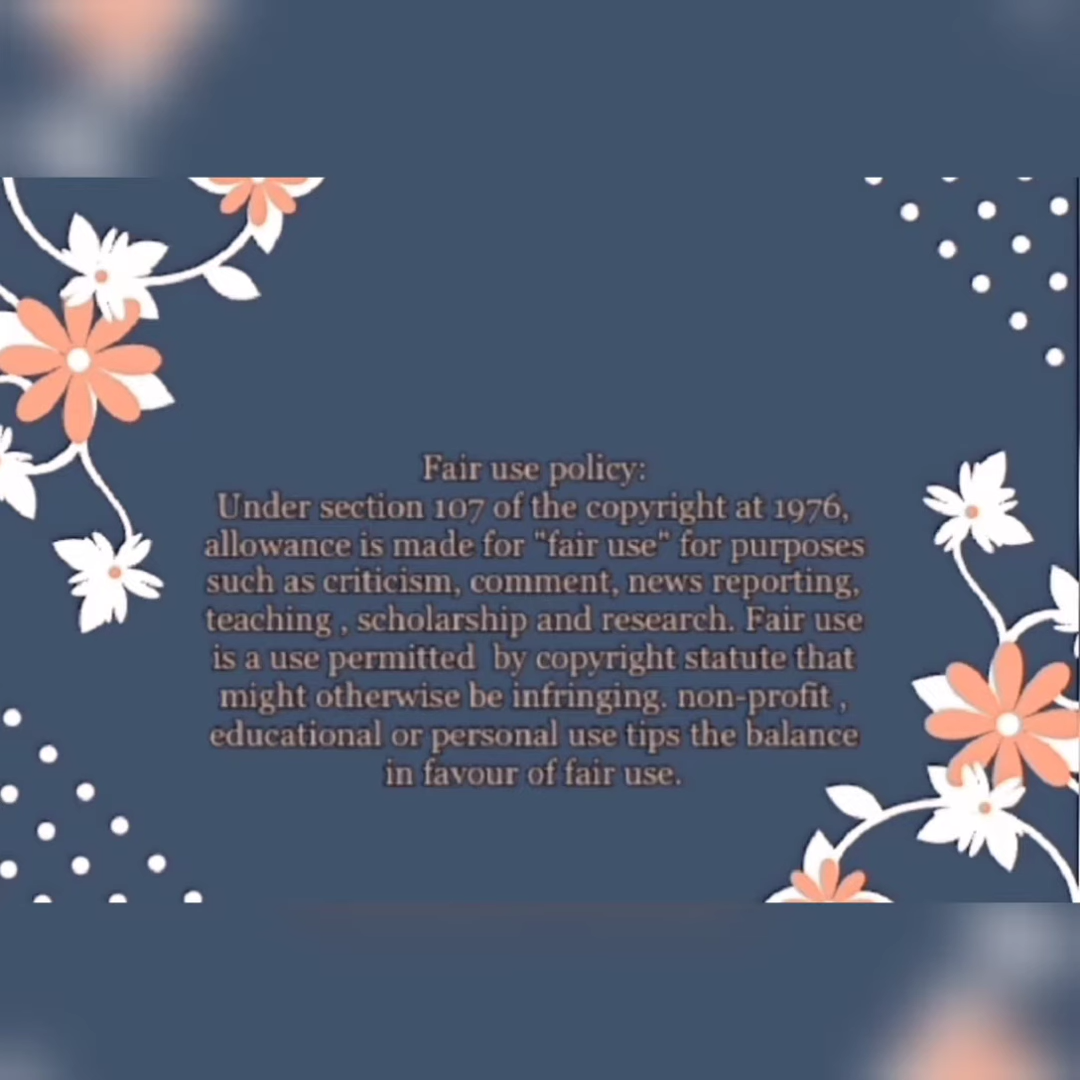 Fair use policy:
Under section 107 of the copyright at 1976,
allowance is made for "fair use" for purposes
such as criticism, comment, news reporting,
teaching , scholarship and research. Fair use
is a use permitted  by copyright statute that
might otherwise be infringing. non-profit ,
educational or personal use tips the balance
in favour of fair use.